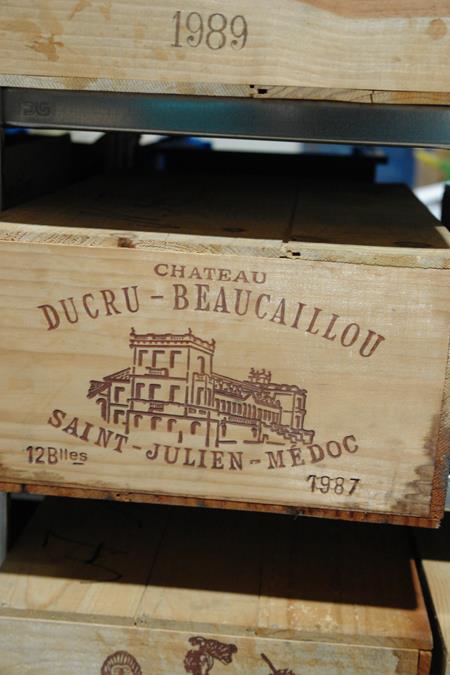 1989
CHATEAU
DUCRU-BEAUCAILLOU
SAINT-JULIEN-MÉDOC
12Blles
1987